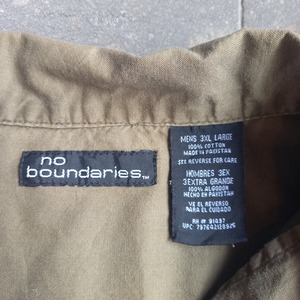 no
boundaries™
MENS 3XL LARGE
100% COTTON
MADE IN PAKISTAN
SEE REVERSE FOR CARE
HOMBRES 3EX
3EXTRA GRANDE
100% ALGODON
HECHO EN PAKISTAN
VE EL REVERSO
PARA EL CUIDADO